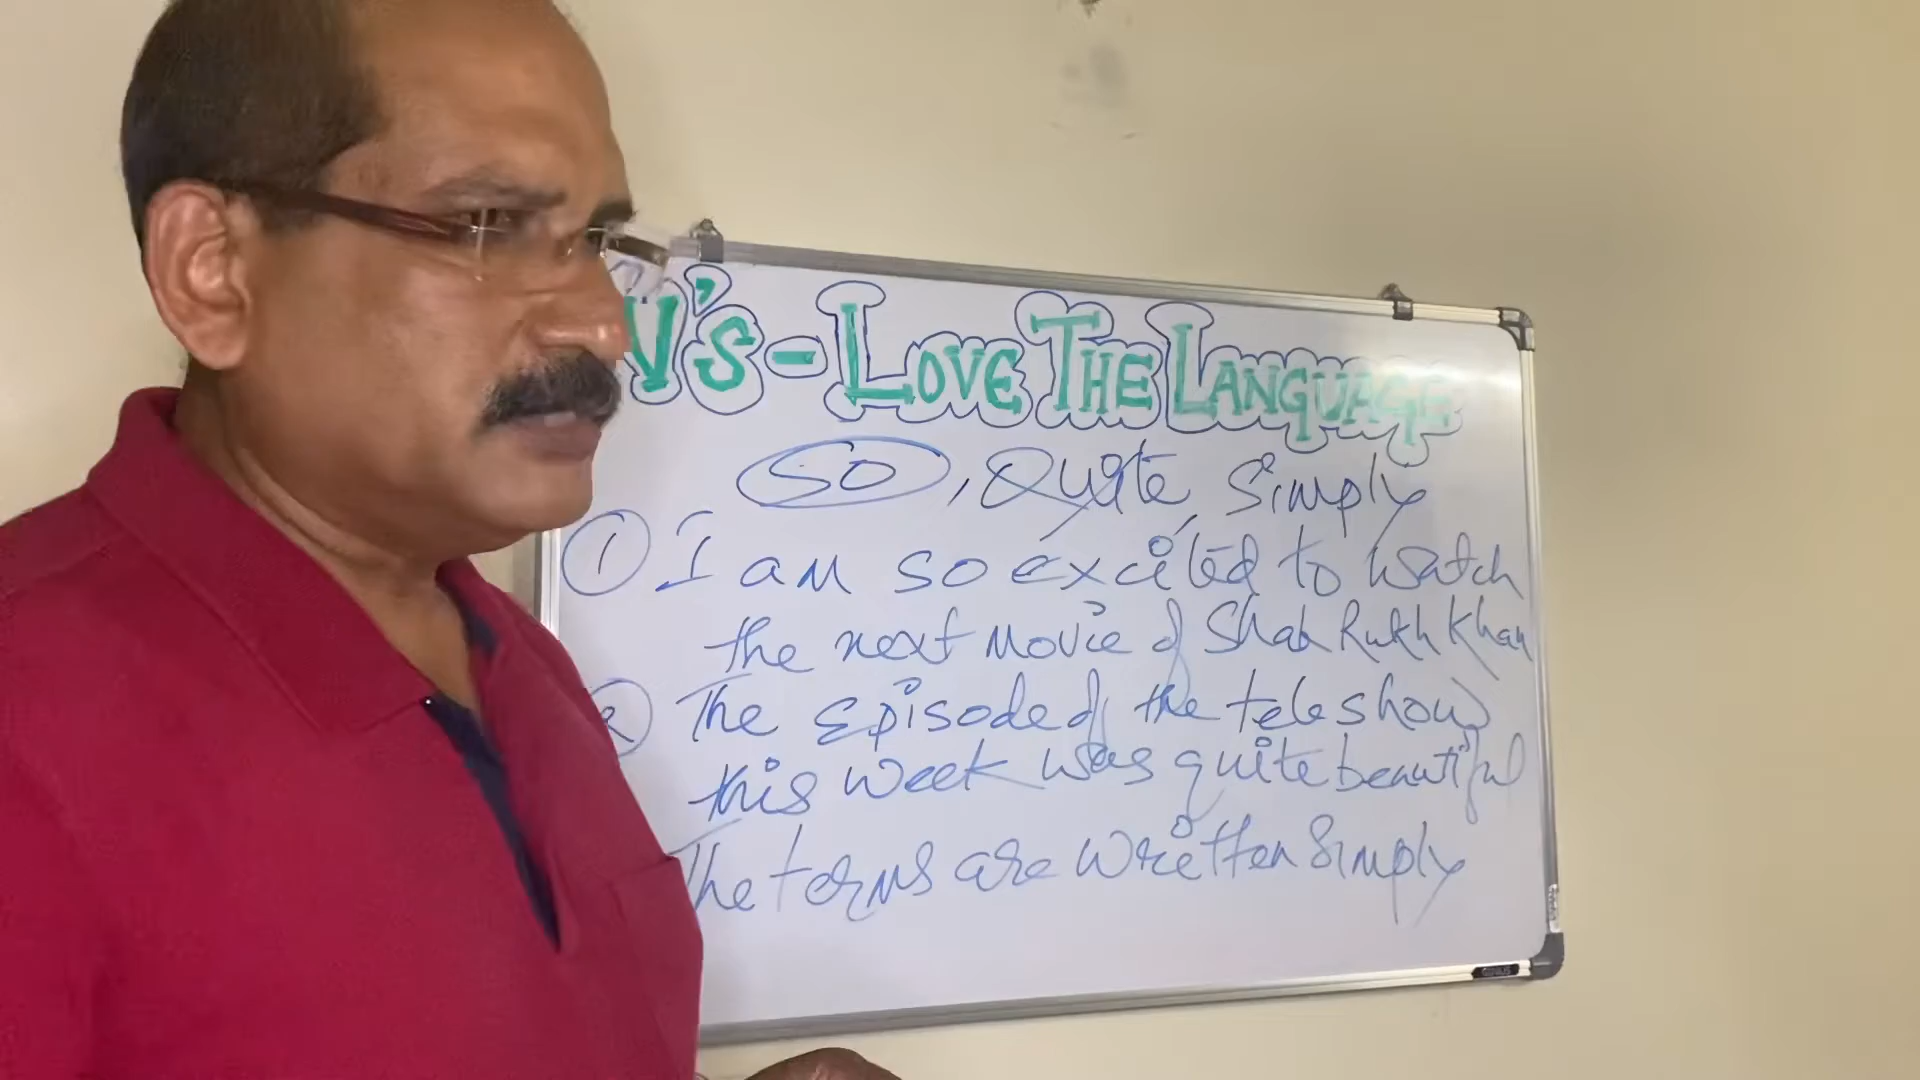 V'S - LOVE THE LANGUAGE
SO, Quite, Simply
1 I am so excited to watch
the next movie of Shah Rukh Khan
2 The Episode of the teleshow
this week was quite beautiful
The terms are written Simply